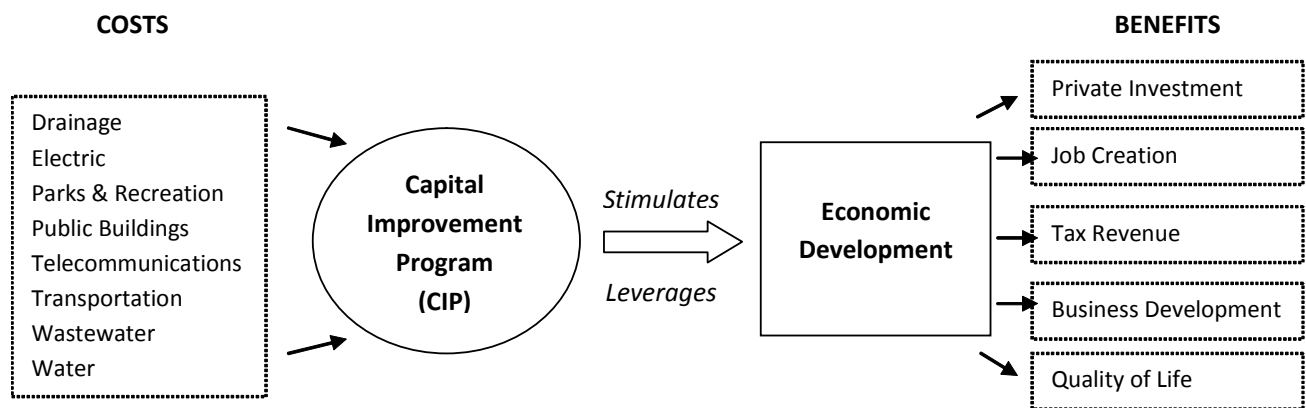 COSTS
Drainage
Electric
Parks & Recreation
Public Buildings
Telecommunications
Transportation
Wastewater
Water
Capital
Improvement
Program
(CIP)
Stimulates
Leverages
Economic
Development
BENEFITS
Private Investment
Job Creation
Tax Revenue
Business Development
Quality of Life